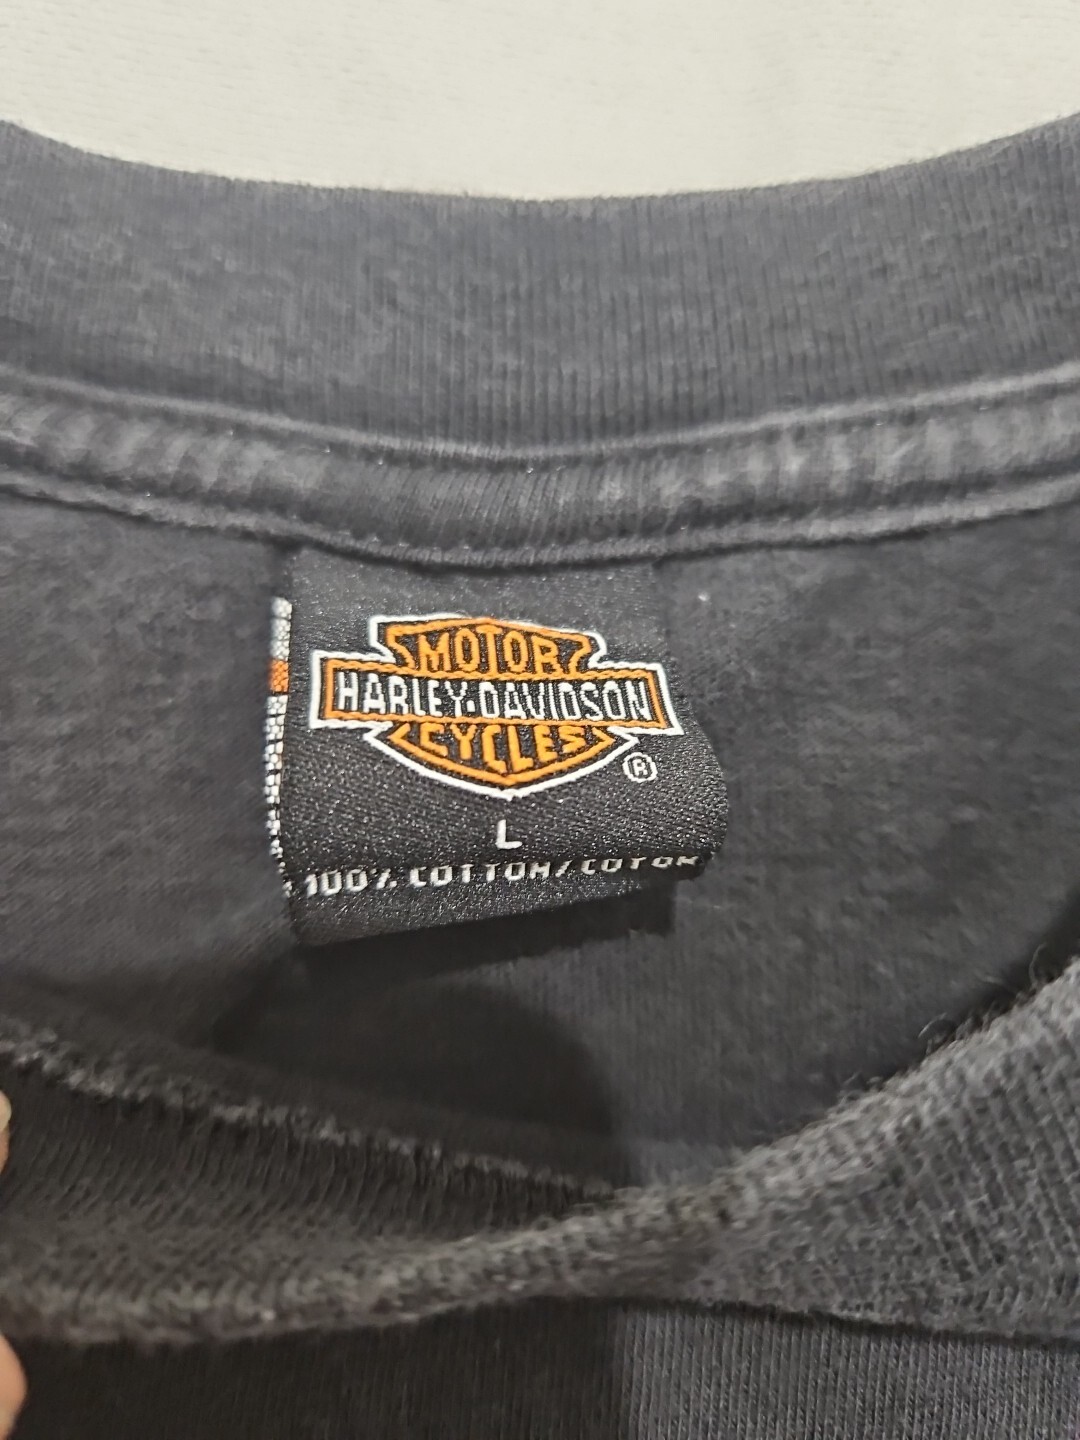 MOTOR
HARLEY-DAVIDSON
CYCLES
®
L
100% COTTON/COTON